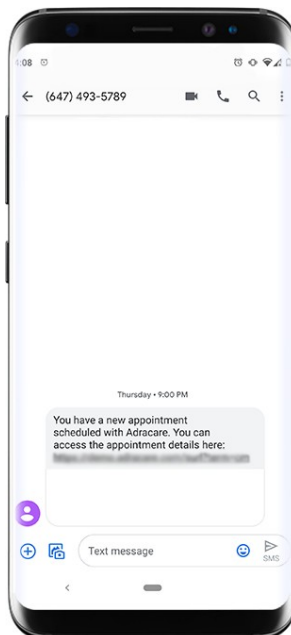 (647) 493-5789
Thursday • 9:00 PM
You have a new appointment
scheduled with Adracare. You can
access the appointment details here:
Text message
SMS